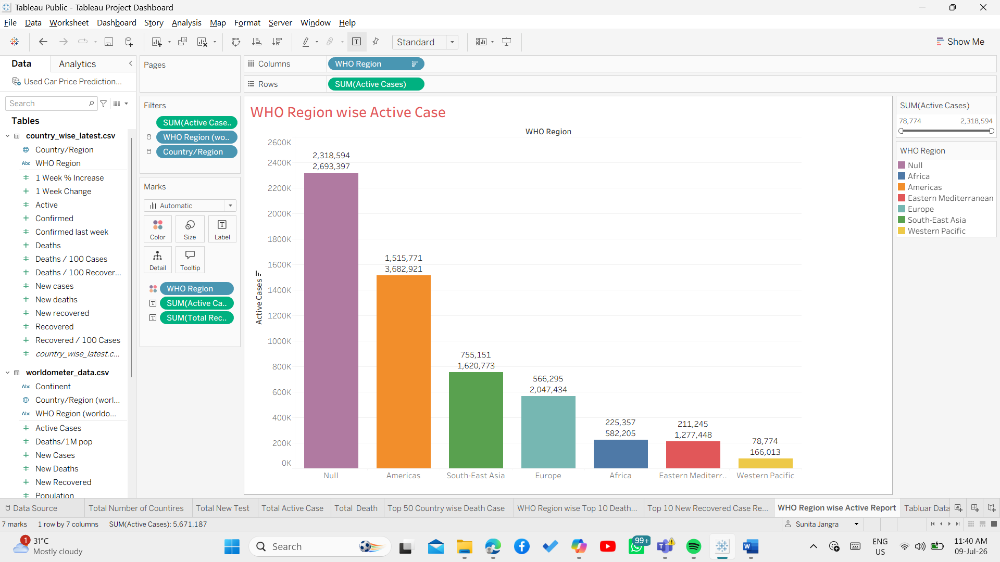 Tableau Public - Tableau Project Dashboard
File Data Worksheet Dashboard Story Analysis Map Format Server Window Help
Standard
Show Me
Data Analytics
Used Car Price Prediction...
Search
Tables
country_wise_latest.csv
Country/Region
Abc WHO Region
1 Week % Increase
1 Week Change
Active
Confirmed
Confirmed last week
Deaths
Deaths / 100 Cases
Deaths / 100 Recover...
New cases
New deaths
New recovered
Recovered
Recovered / 100 Cases
country_wise_latest.c...
worldometer_data.csv
Abc Continent
Country/Region (worl...
Abc WHO Region (worldo...
Active Cases
Deaths/1M pop
New Cases
New Deaths
New Recovered
Population
Pages
Filters
SUM(Active Case..
WHO Region (wo..
Country/Region
Marks
Automatic
Color Size Label
Detail Tooltip
WHO Region
SUM(Active Ca..
SUM(Total Rec..
Columns WHO Region
Rows SUM(Active Cases)
WHO Region wise Active Case
WHO Region
Active Cases
2600K
2400K
2200K
2000K
1800K
1600K
1400K
1200K
1000K
800K
600K
400K
200K
0K
2,318,594
2,693,397
1,515,771
3,682,921
755,151
1,620,773
566,295
2,047,434
225,357
582,205
211,245
1,277,448
78,774
166,013
Null Americas South-East Asia Europe Africa Eastern Mediterr.. Western Pacific
SUM(Active Cases)
78,774 2,318,594
WHO Region
Null
Africa
Americas
Eastern Mediterranean
Europe
South-East Asia
Western Pacific
Data Source Total Number of Countires Total New Test Total Active Case Total Death Top 50 Country wise Death Case WHO Region wise Top 10 Death... Top 10 New Recovered Case Re... WHO Region wise Active Report Tabluar Data
7 marks 1 row by 7 columns SUM(Active Cases): 5,671,187
Sunita Jangra
1
31°C
Mostly cloudy
Search
99+
ENG
US
11:40 AM
09-Jul-26